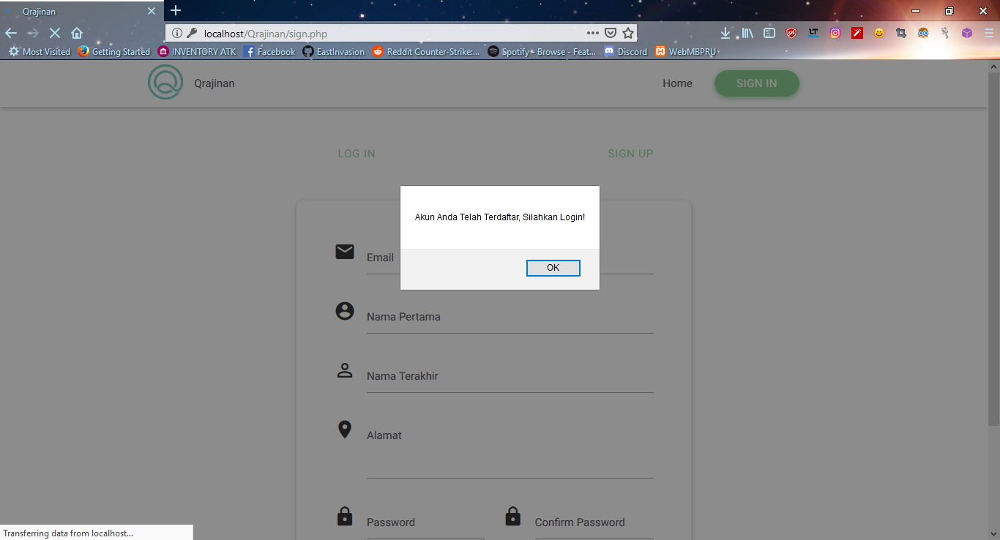 Qrajinan
localhost/Qrajinan/sign.php
Most Visited Getting Started INVENTORY ATK Facebook EastInvasion Reddit Counter-Strike:... Spotify - Browse - Feat... Discord WebMBPRU
Qrajinan Home SIGN IN
LOG IN SIGN UP
Akun Anda Telah Terdaftar, Silahkan Login!
OK
Email
Nama Pertama
Nama Terakhir
Alamat
Password Confirm Password
Transferring data from localhost...